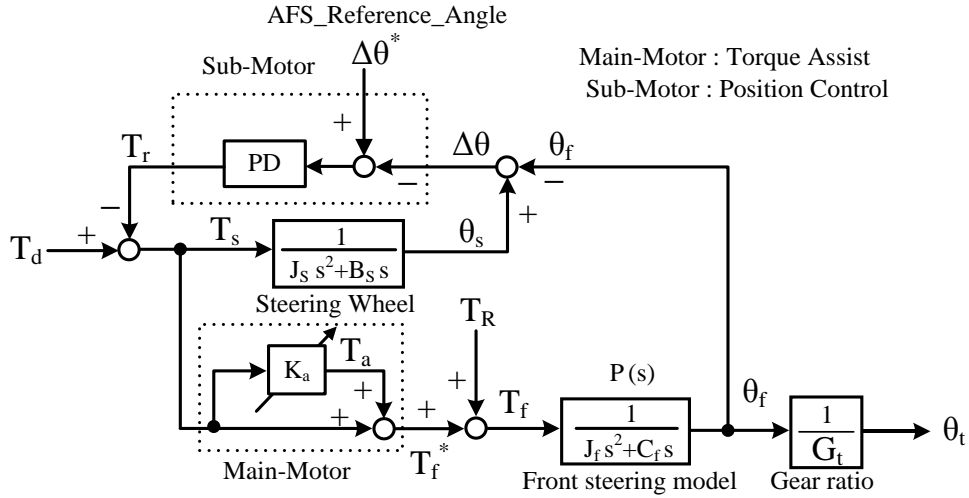 AFS_Reference_Angle
Δθ*
Main-Motor : Torque Assist
Sub-Motor : Position Control
Sub-Motor
+
T_r
PD
Δθ
θ_f
−
−
−
+
T_d
+
T_s
1
J_S s²+B_S s
θ_s
Steering Wheel
T_R
K_a
T_a
+
+
+
+
T_f*
T_f
P(s)
1
J_f s²+C_f s
θ_f
1
G_t
θ_t
Main-Motor
Front steering model
Gear ratio